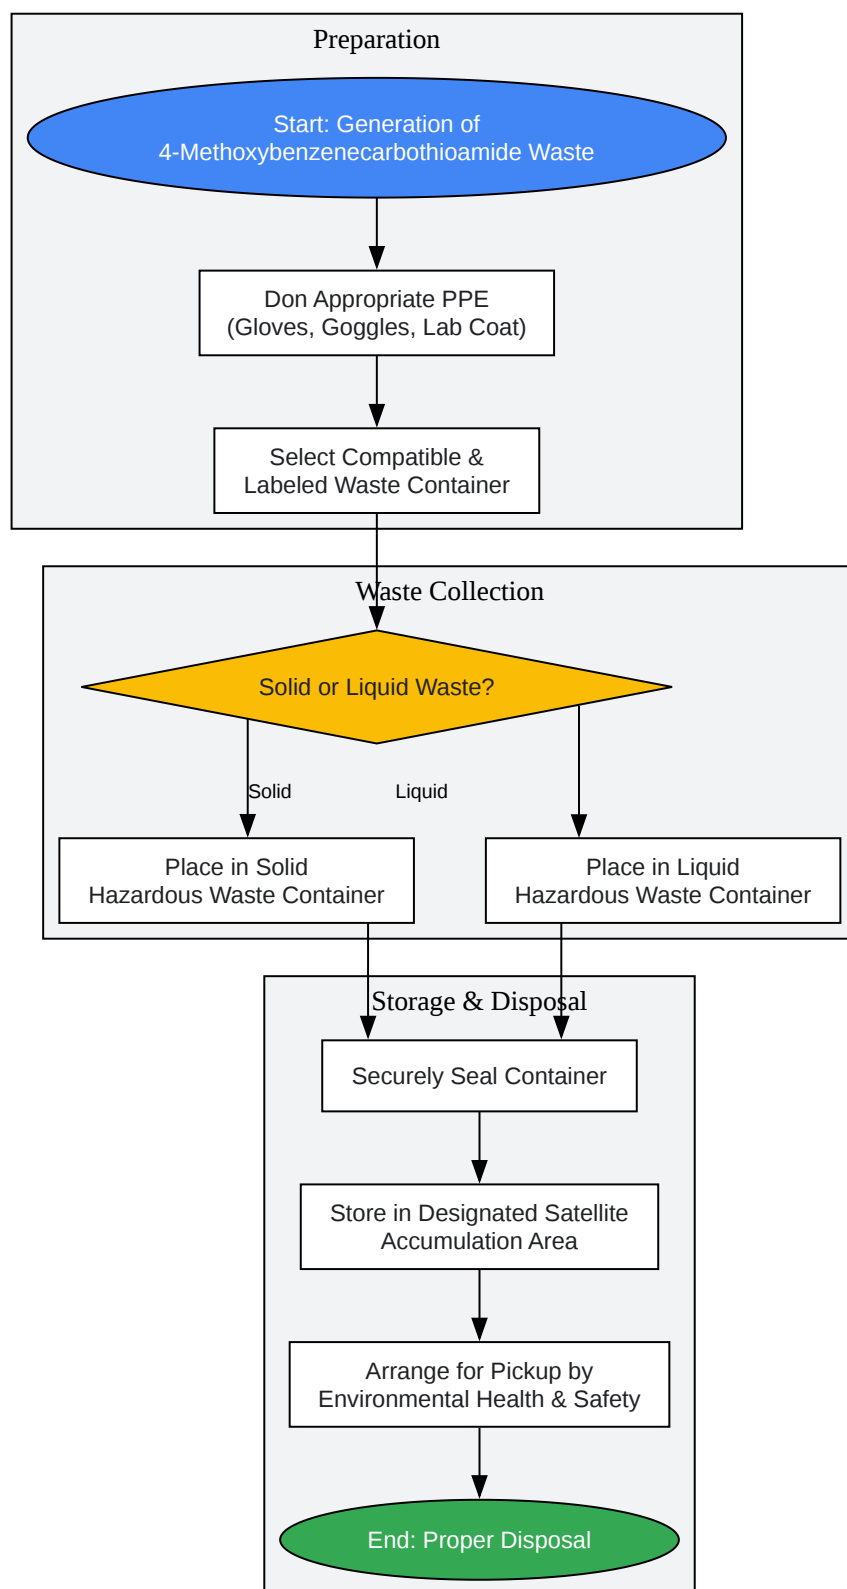 Preparation
Start: Generation of
4-Methoxybenzenecarbothioamide Waste
Don Appropriate PPE
(Gloves, Goggles, Lab Coat)
Select Compatible &
Labeled Waste Container
Waste Collection
Solid or Liquid Waste?
Solid
Liquid
Place in Solid
Hazardous Waste Container
Place in Liquid
Hazardous Waste Container
Storage & Disposal
Securely Seal Container
Store in Designated Satellite
Accumulation Area
Arrange for Pickup by
Environmental Health & Safety
End: Proper Disposal